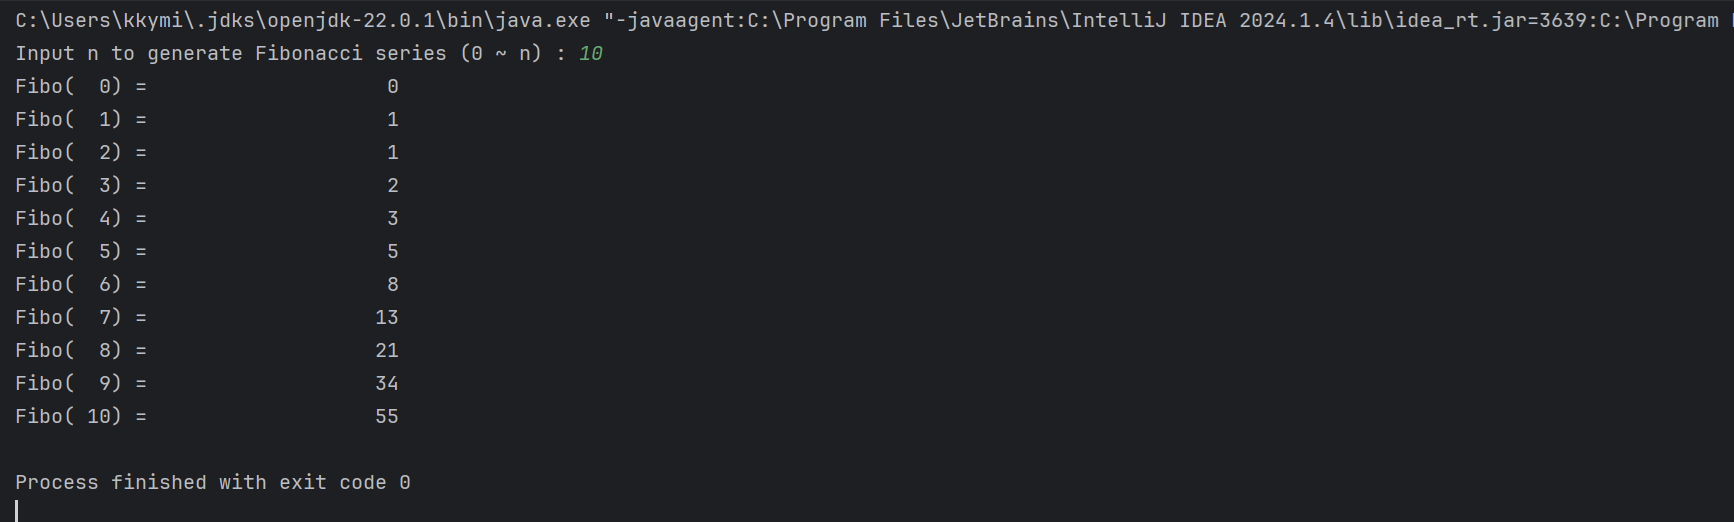 C:\Users\kkymi\.jdks\openjdk-22.0.1\bin\java.exe "-javaagent:C:\Program Files\JetBrains\IntelliJ IDEA 2024.1.4\lib\idea_rt.jar=3639:C:\Program
Input n to generate Fibonacci series (0 ~ n) : 10
Fibo(  0) =                    0
Fibo(  1) =                    1
Fibo(  2) =                    1
Fibo(  3) =                    2
Fibo(  4) =                    3
Fibo(  5) =                    5
Fibo(  6) =                    8
Fibo(  7) =                   13
Fibo(  8) =                   21
Fibo(  9) =                   34
Fibo( 10) =                   55
Process finished with exit code 0